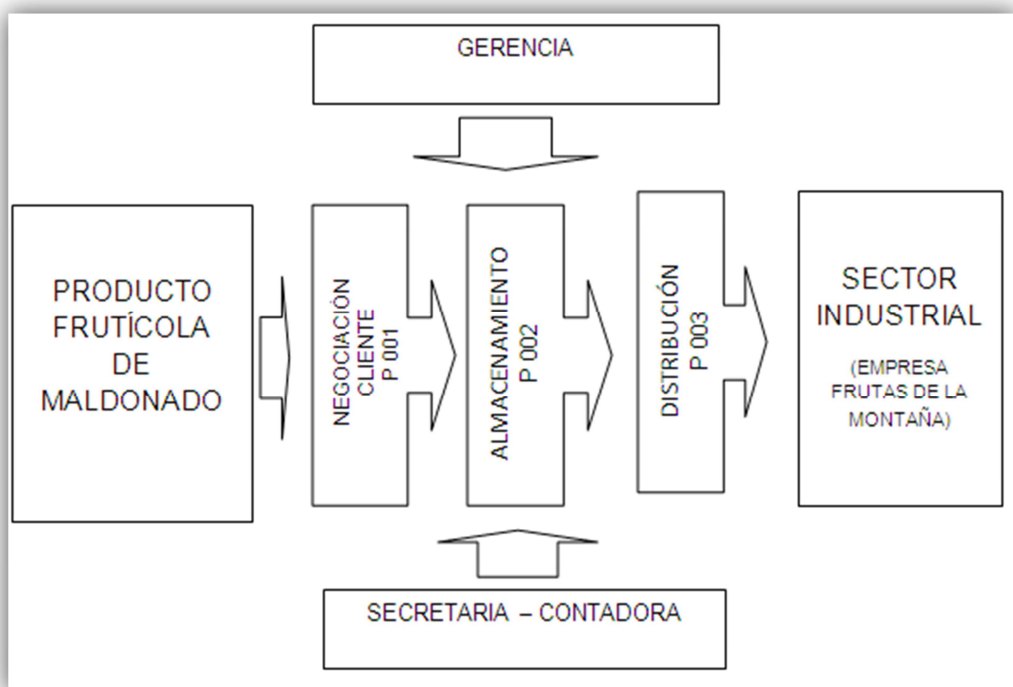 GERENCIA
PRODUCTO
FRUTÍCOLA
DE
MALDONADO
NEGOCIACIÓN
CLIENTE
P 001
ALMACENAMIENTO
P 002
DISTRIBUCIÓN
P 003
SECTOR
INDUSTRIAL
(EMPRESA
FRUTAS DE LA
MONTAÑA)
SECRETARIA – CONTADORA